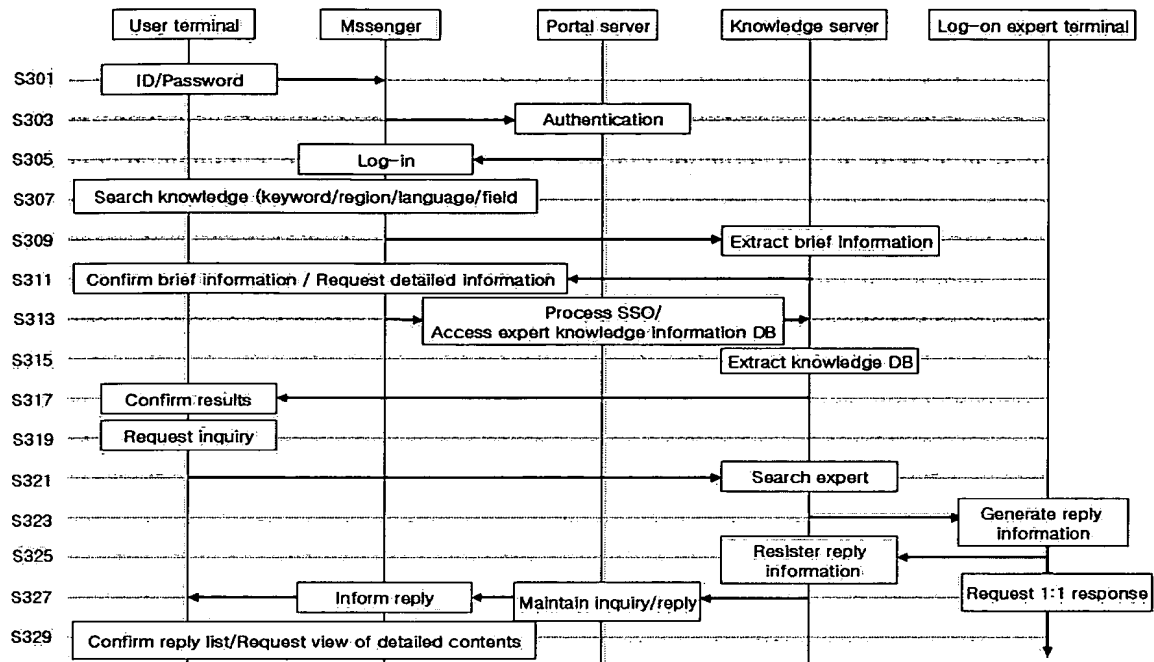 User terminal
Mssenger
Portal server
Knowledge server
Log-on expert terminal
S301
ID/Password
S303
Authentication
S305
Log-in
S307
Search knowledge (keyword/region/language/field
S309
Extract brief information
S311
Confirm brief information / Request detailed information
S313
Process SSO/
Access expert knowledge information DB
S315
Extract knowledge DB
S317
Confirm results
S319
Request inquiry
S321
Search expert
S323
Generate reply
information
S325
Resister reply
information
S327
Inform reply
Maintain inquiry/reply
Request 1:1 response
S329
Confirm reply list/Request view of detailed contents